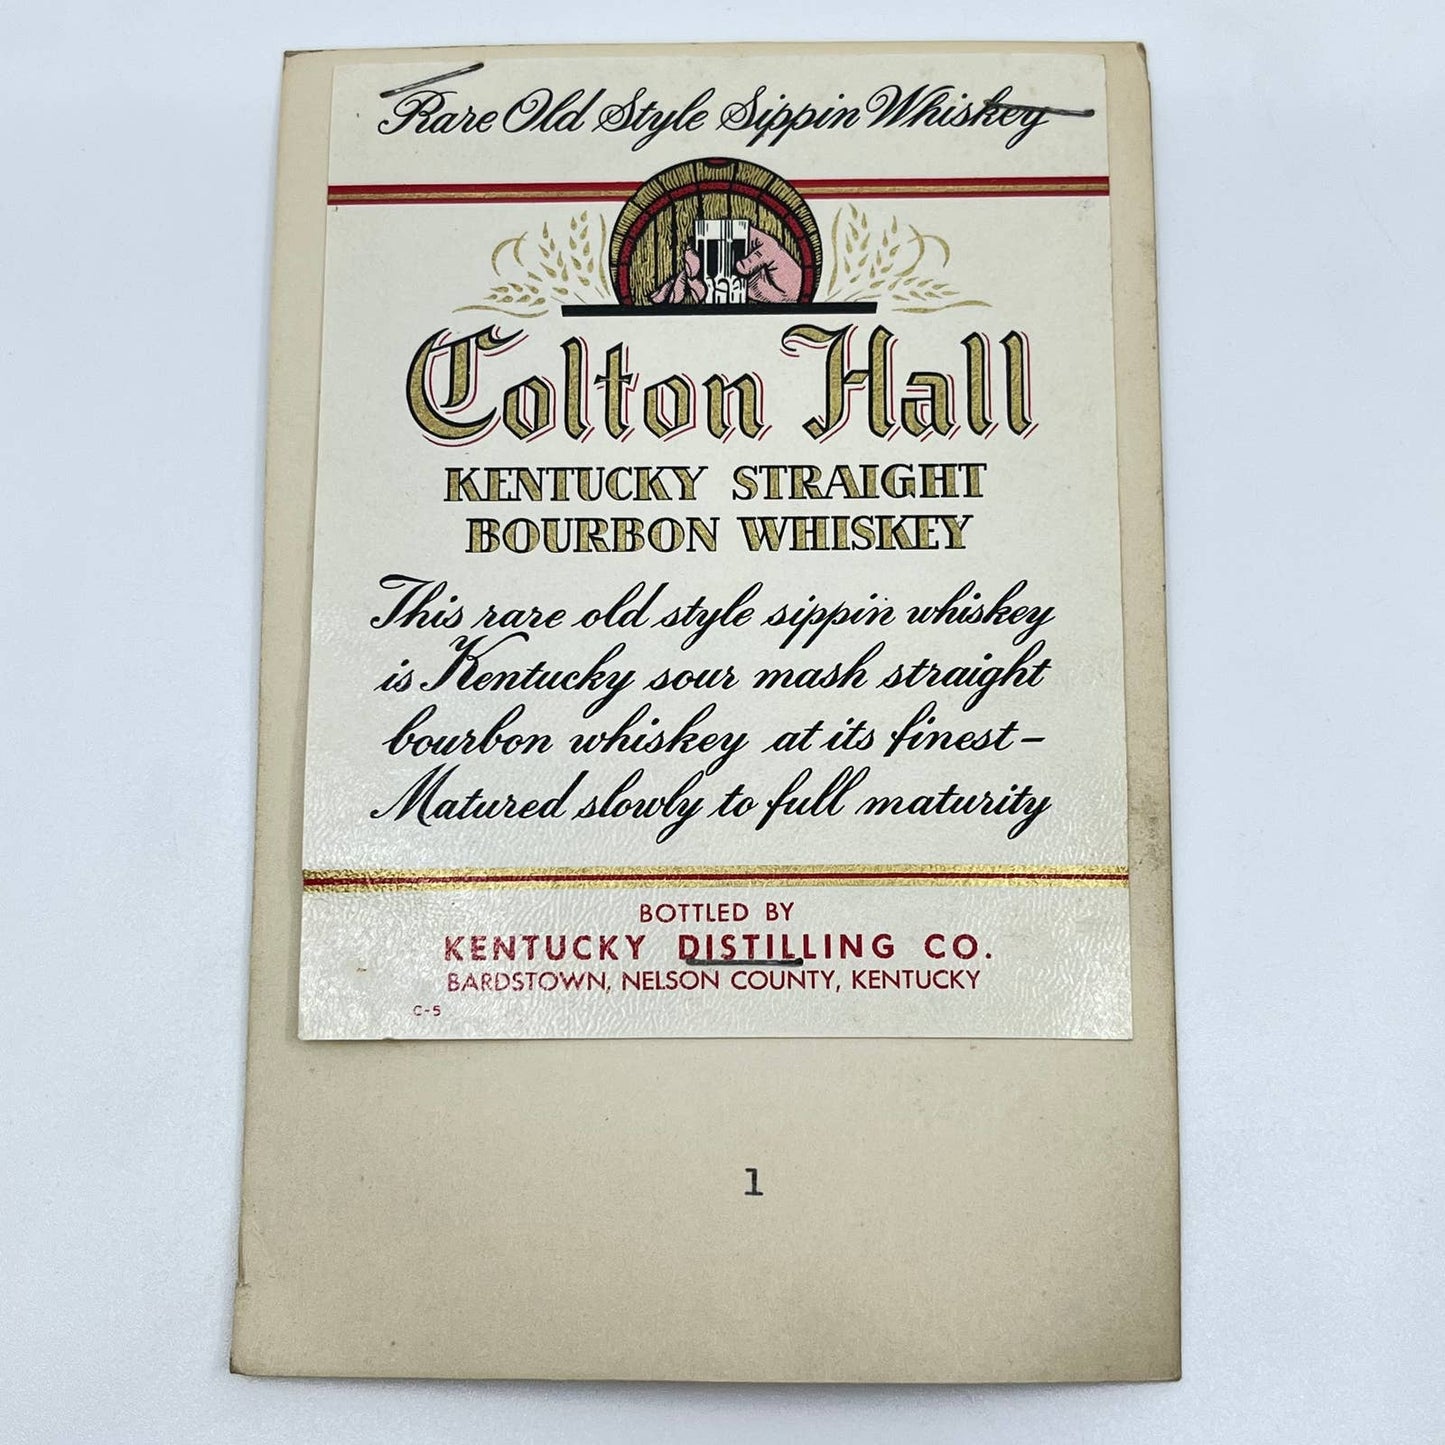 Rare Old Style Sippin Whiskey
Colton Hall
KENTUCKY STRAIGHT
BOURBON WHISKEY
This rare old style sippin whiskey
is Kentucky sour mash straight
bourbon whiskey at its finest–
Matured slowly to full maturity
BOTTLED BY
KENTUCKY DISTILLING CO.
BARDSTOWN, NELSON COUNTY, KENTUCKY
C-5
1